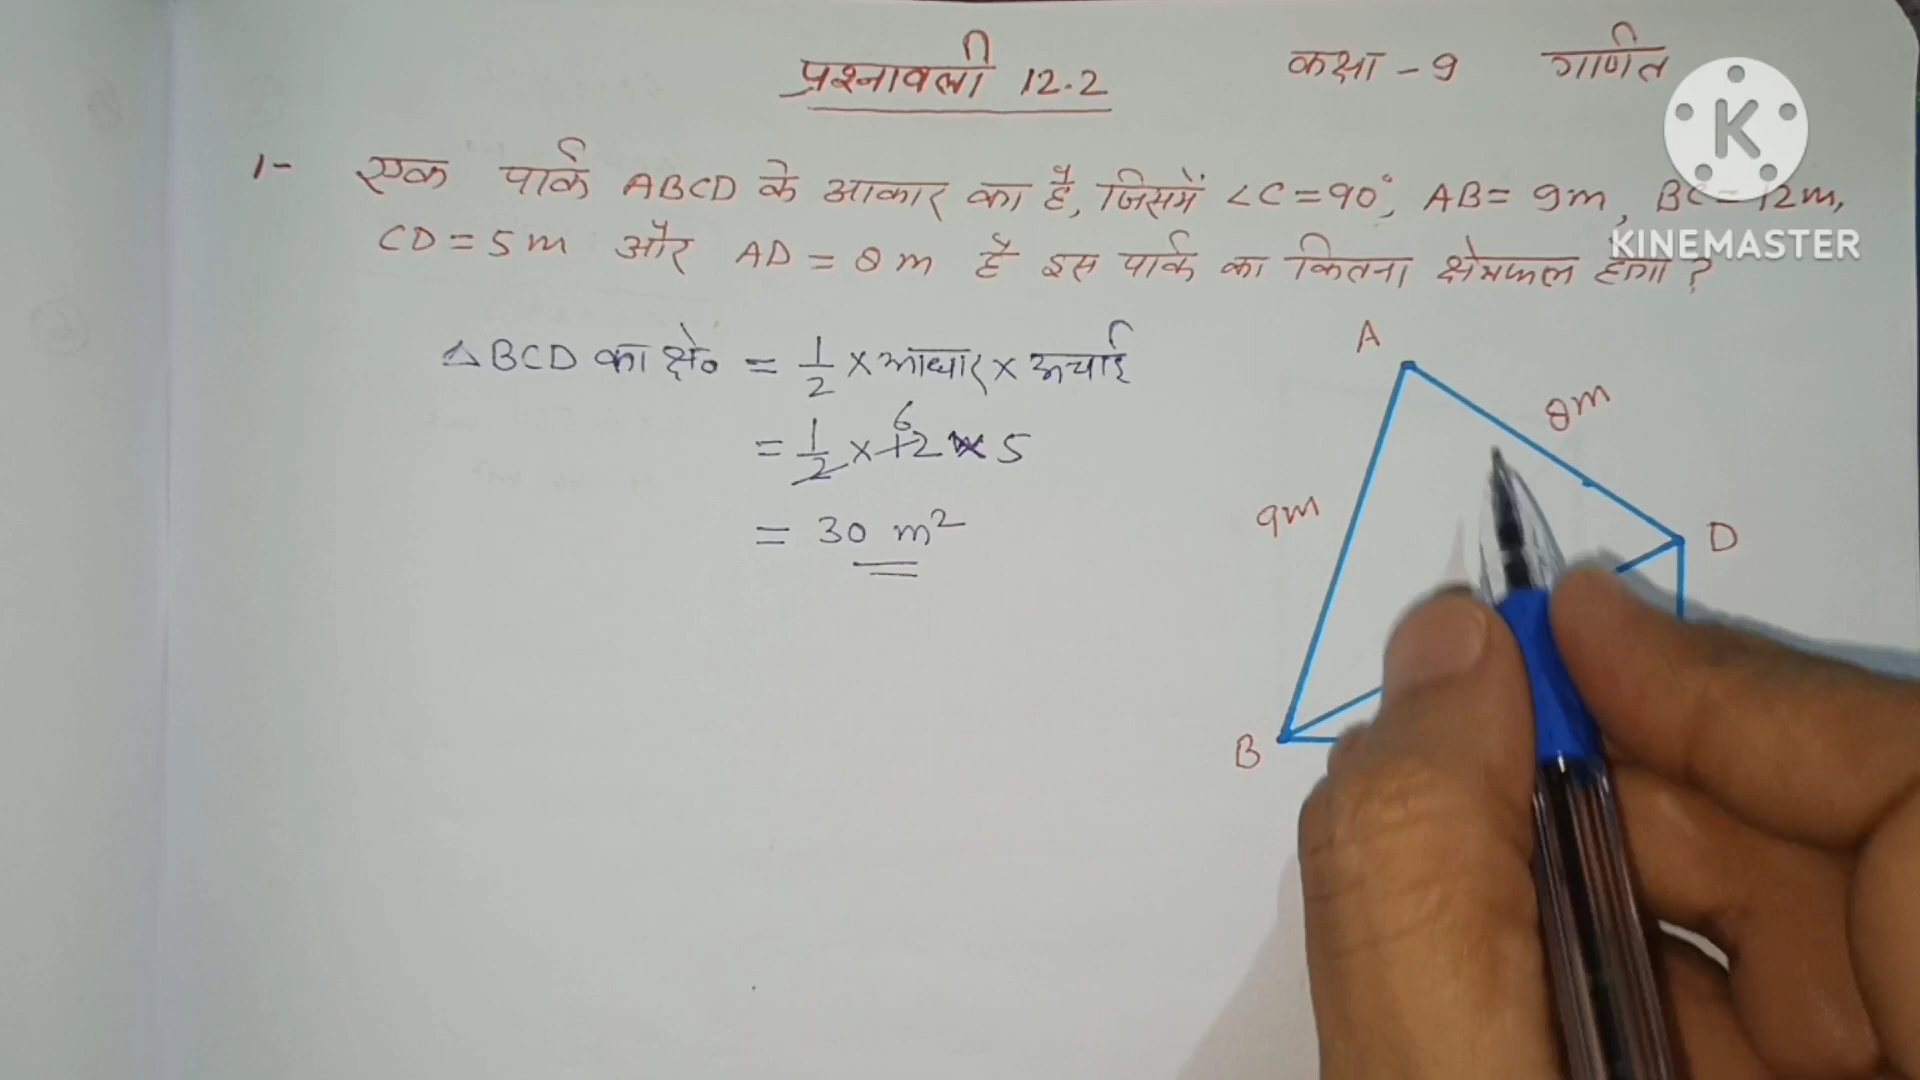 प्रश्नावली 12.2 कक्षा - 9 गणित
1- एक पार्क ABCD के आकार का है, जिसमें ∠C = 90°, AB = 9m, BC = 12m,
CD = 5m और AD = 8m है इस पार्क का कितना क्षेत्रफल होगा ?
K
KINEMASTER
△BCD का क्षे० = 1/2 × आधार × ऊचाई
= 1/2 × 12 × 5
6
= 30 m²
A
8m
9m
D
B